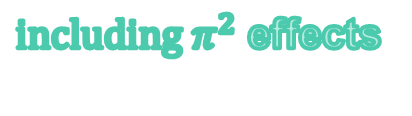 including π² effects